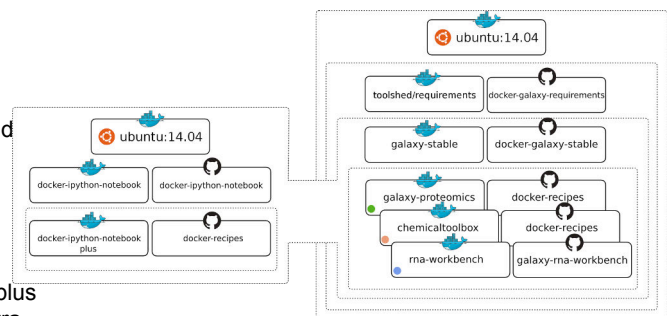 ubuntu:14.04
toolshed/requirements
docker-galaxy-requirements
galaxy-stable
docker-galaxy-stable
galaxy-proteomics
docker-recipes
chemicaltoolbox
docker-recipes
rna-workbench
galaxy-rna-workbench
d
ubuntu:14.04
docker-ipython-notebook
docker-ipython-notebook
docker-ipython-notebook
plus
docker-recipes
plus